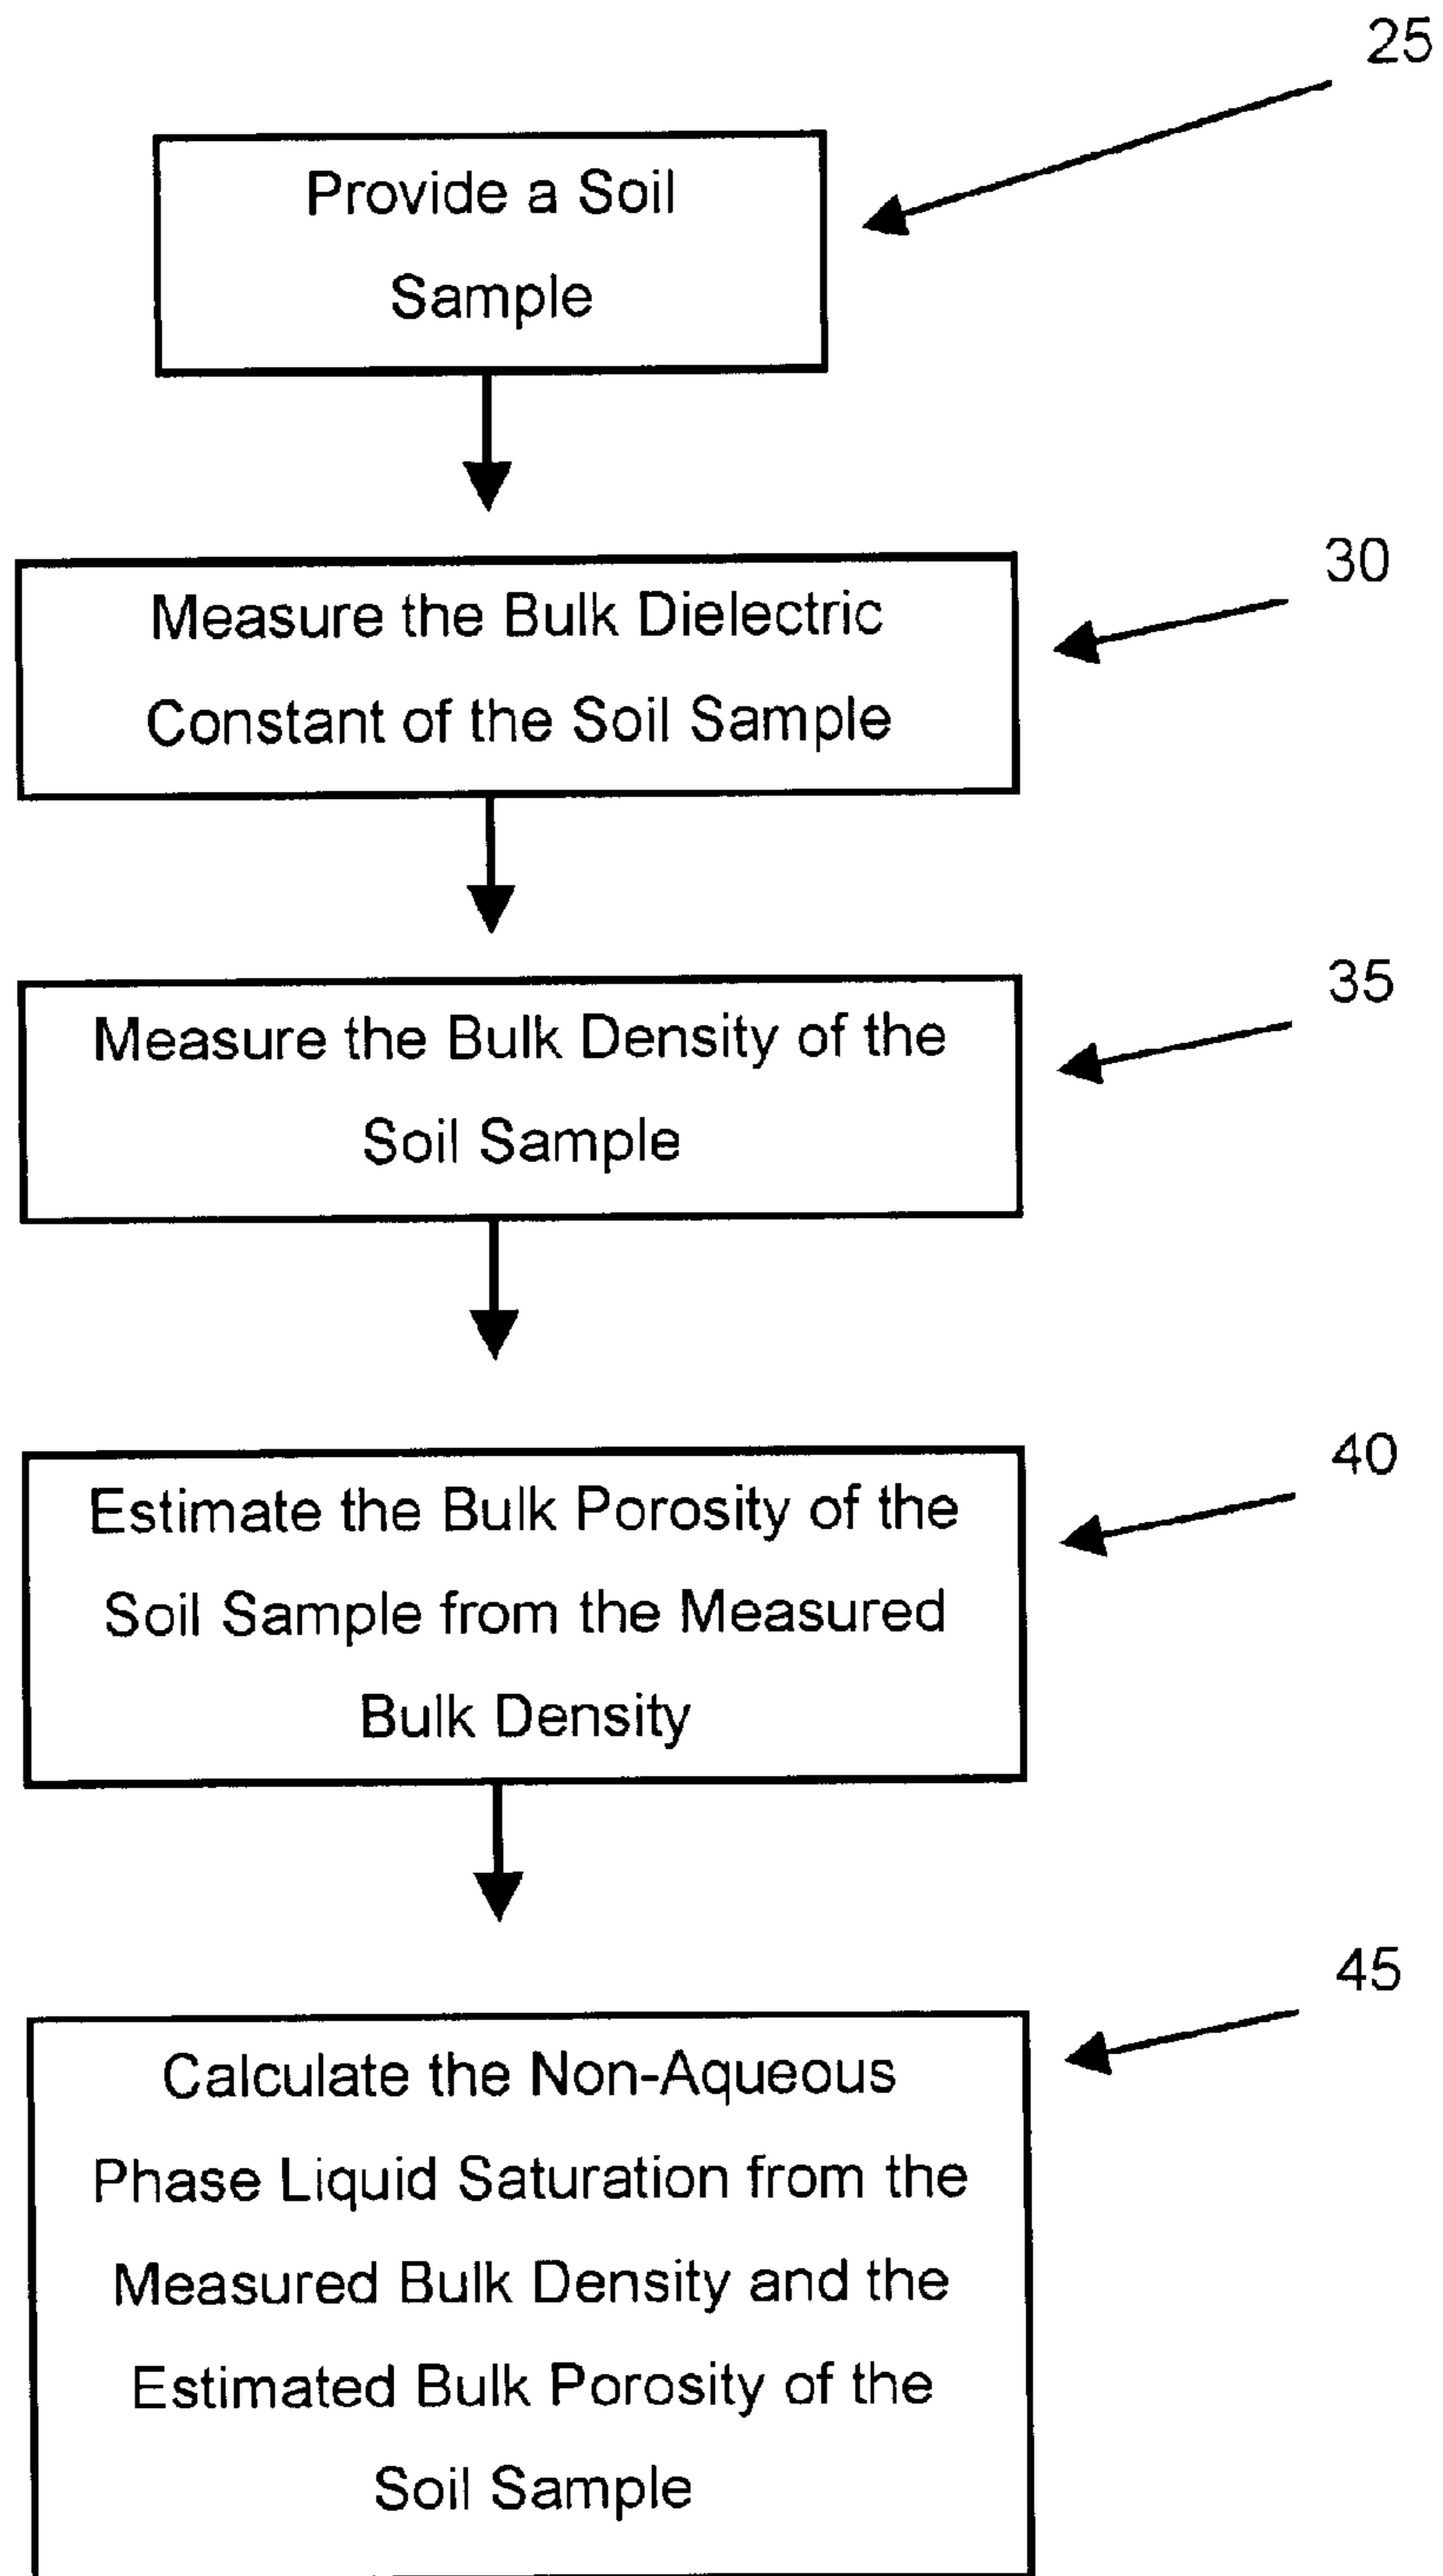 25
Provide a Soil
Sample
30
Measure the Bulk Dielectric
Constant of the Soil Sample
35
Measure the Bulk Density of the
Soil Sample
40
Estimate the Bulk Porosity of the
Soil Sample from the Measured
Bulk Density
45
Calculate the Non-Aqueous
Phase Liquid Saturation from the
Measured Bulk Density and the
Estimated Bulk Porosity of the
Soil Sample